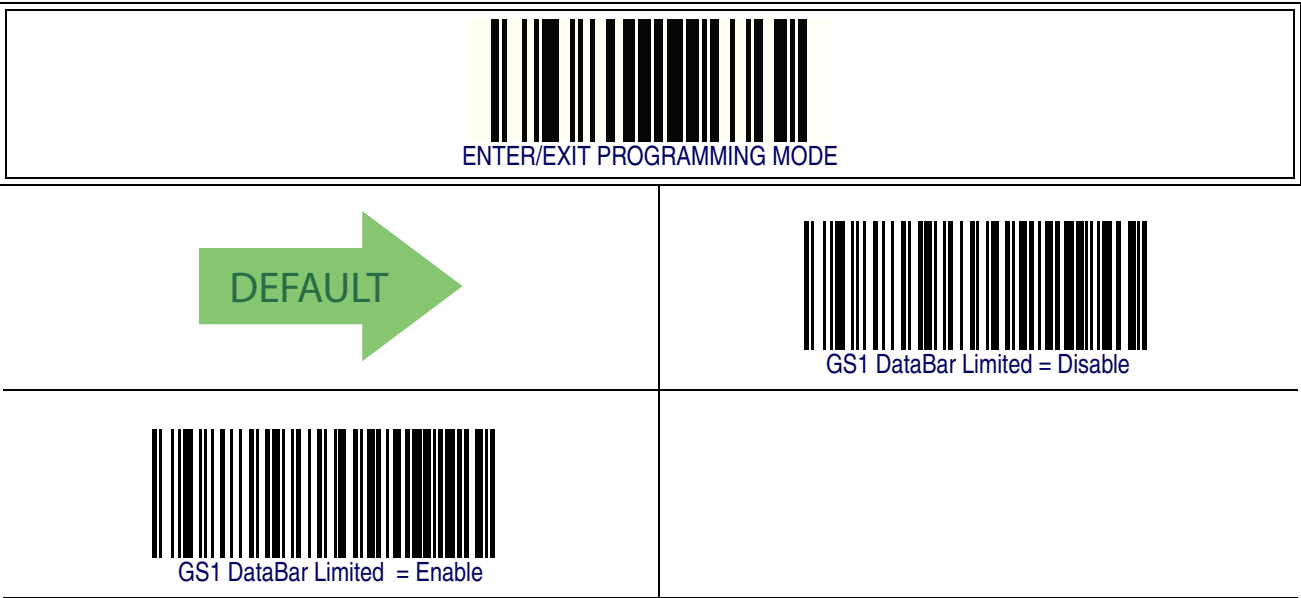 ENTER/EXIT PROGRAMMING MODE
DEFAULT
GS1 DataBar Limited = Disable
GS1 DataBar Limited = Enable